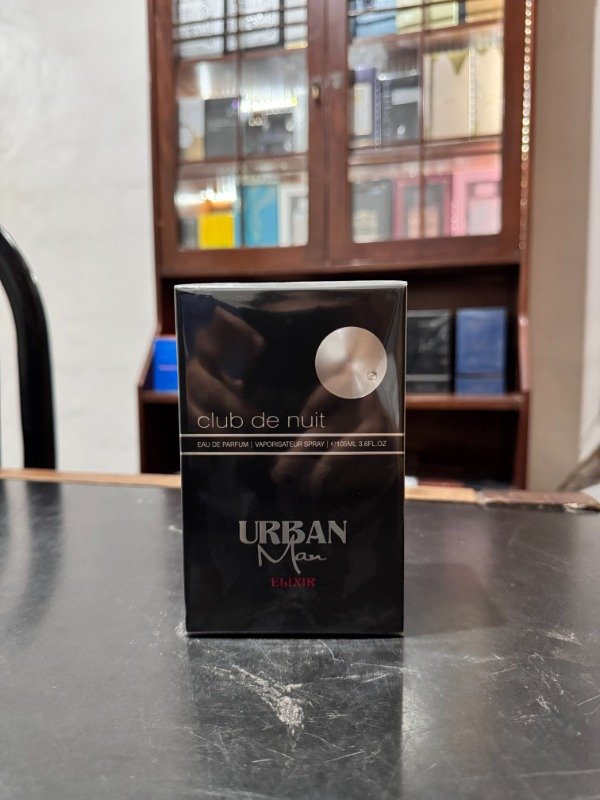 club de nuit
EAU DE PARFUM | VAPORISATEUR SPRAY | ℮105ML 3.6FL.OZ
URBAN
Man
ELIXIR